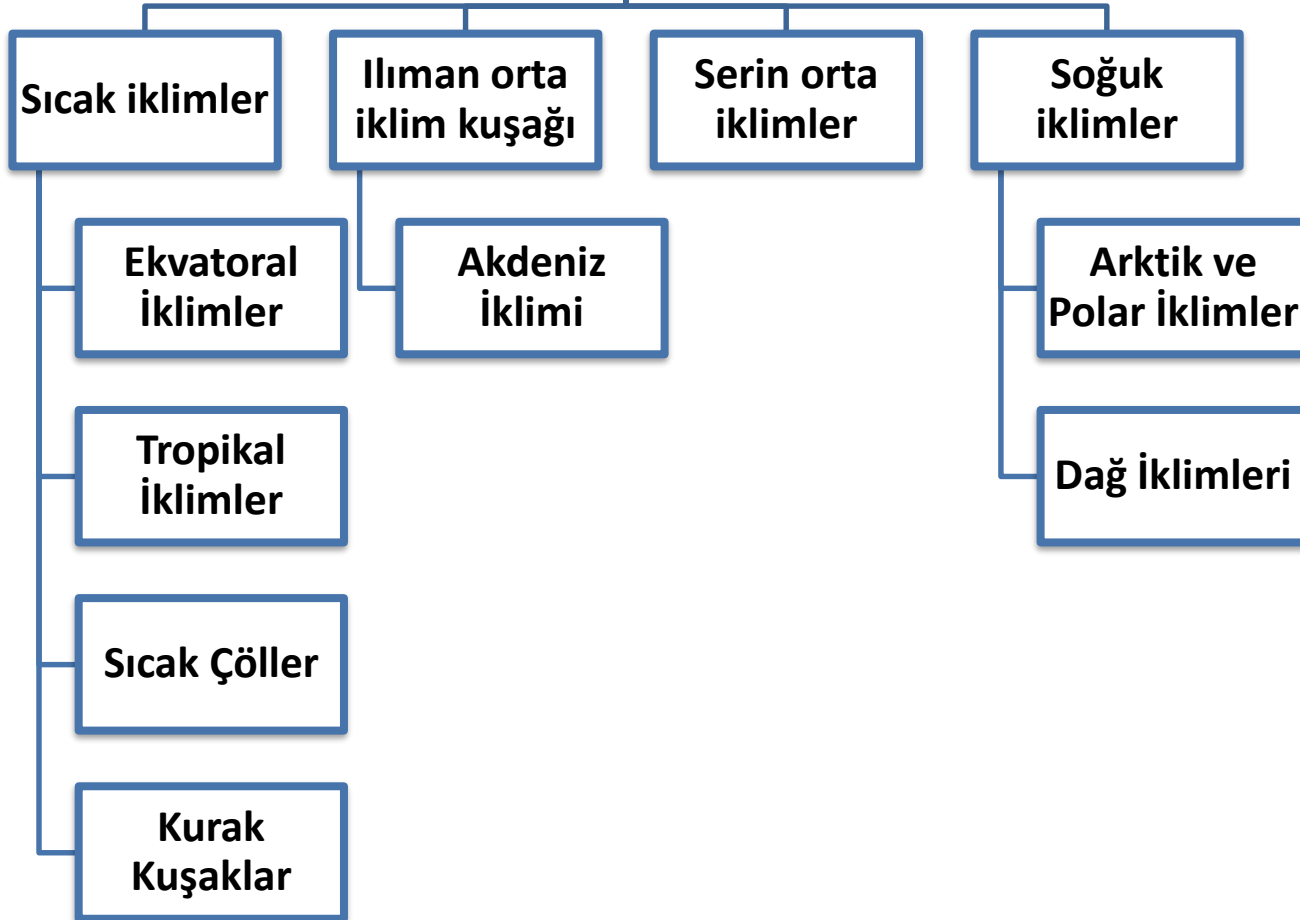 Sıcak iklimler
Ilıman orta
iklim kuşağı
Serin orta
iklimler
Soğuk
iklimler
Ekvatoral
İklimler
Akdeniz
İklimi
Arktik ve
Polar İklimler
Tropikal
İklimler
Dağ İklimleri
Sıcak Çöller
Kurak
Kuşaklar